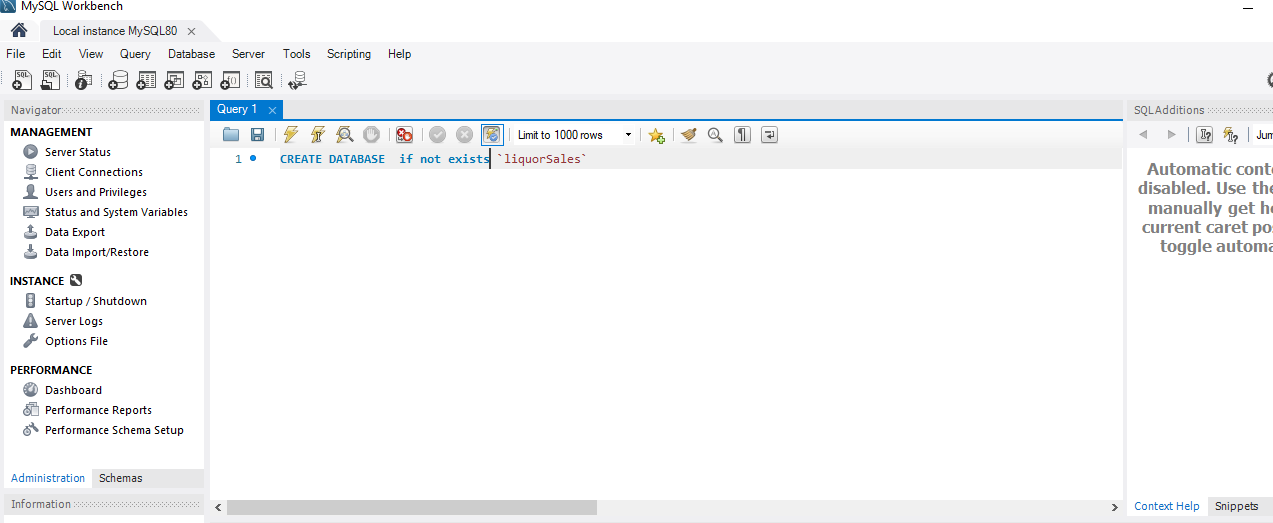 MySQL Workbench
Local instance MySQL80
File Edit View Query Database Server Tools Scripting Help
Navigator
MANAGEMENT
Server Status
Client Connections
Users and Privileges
Status and System Variables
Data Export
Data Import/Restore
INSTANCE
Startup / Shutdown
Server Logs
Options File
PERFORMANCE
Dashboard
Performance Reports
Performance Schema Setup
Administration Schemas
Information
Query 1
Limit to 1000 rows
1 CREATE DATABASE if not exists `liquorSales`
SQLAdditions
Jum
Automatic conte
disabled. Use the
manually get he
current caret pos
toggle automa
Context Help Snippets